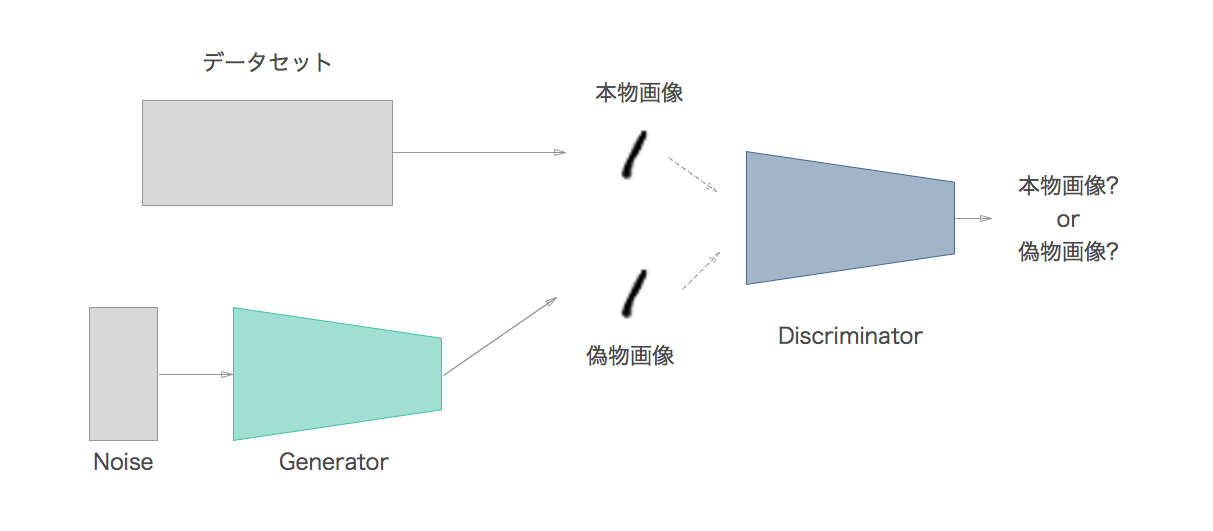 データセット
本物画像
本物画像?
or
偽物画像?
偽物画像
Discriminator
Noise
Generator